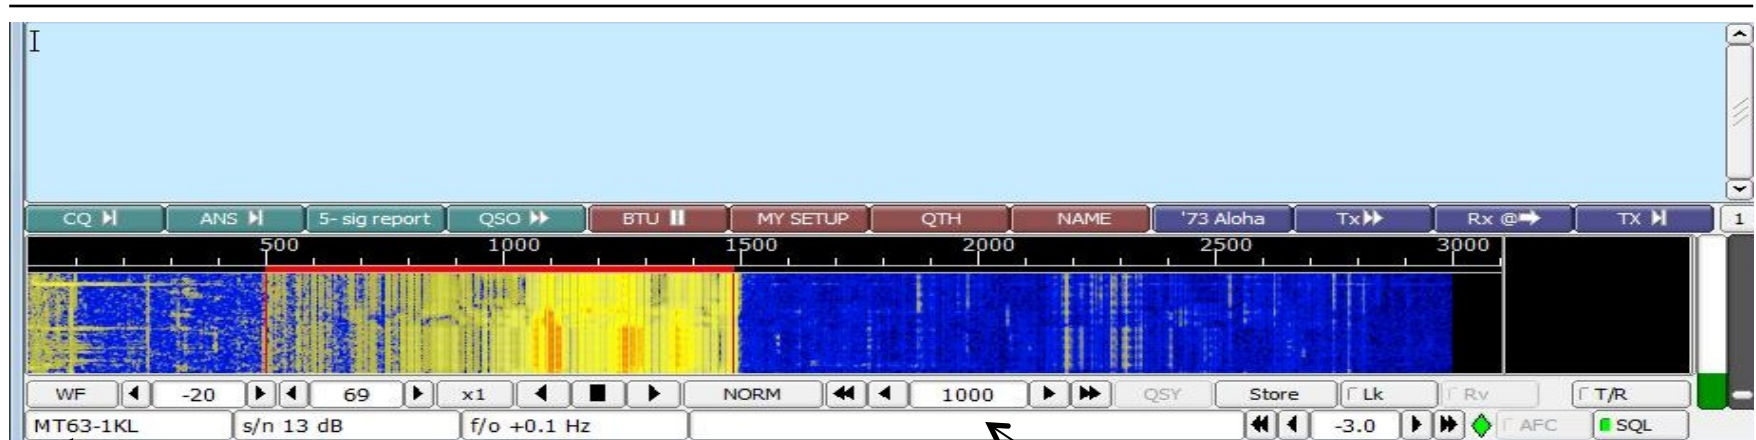 CQ ANS 5- sig report QSO BTU MY SETUP QTH NAME '73 Aloha Tx Rx @ TX 1
500 1000 1500 2000 2500 3000
WF -20 69 x1 NORM 1000 QSY Store Lk Rv T/R
MT63-1KL s/n 13 dB f/o +0.1 Hz -3.0 AFC SQL